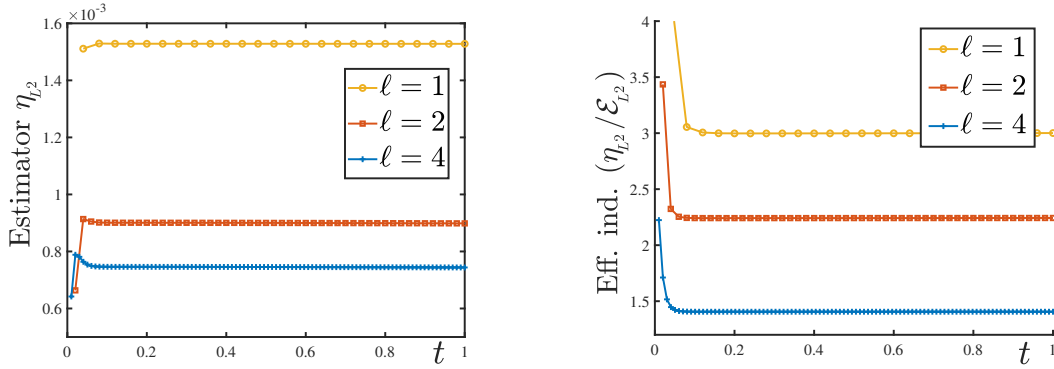 ×10⁻³
1.6
1.4
1.2
1
0.8
0.6
Estimator η_{L²}
ℓ = 1
ℓ = 2
ℓ = 4
0 0.2 0.4 0.6 0.8 t 1
4
3.5
3
2.5
2
1.5
Eff. ind. (η_{L²}/ℰ_{L²})
ℓ = 1
ℓ = 2
ℓ = 4
0 0.2 0.4 0.6 0.8 t 1